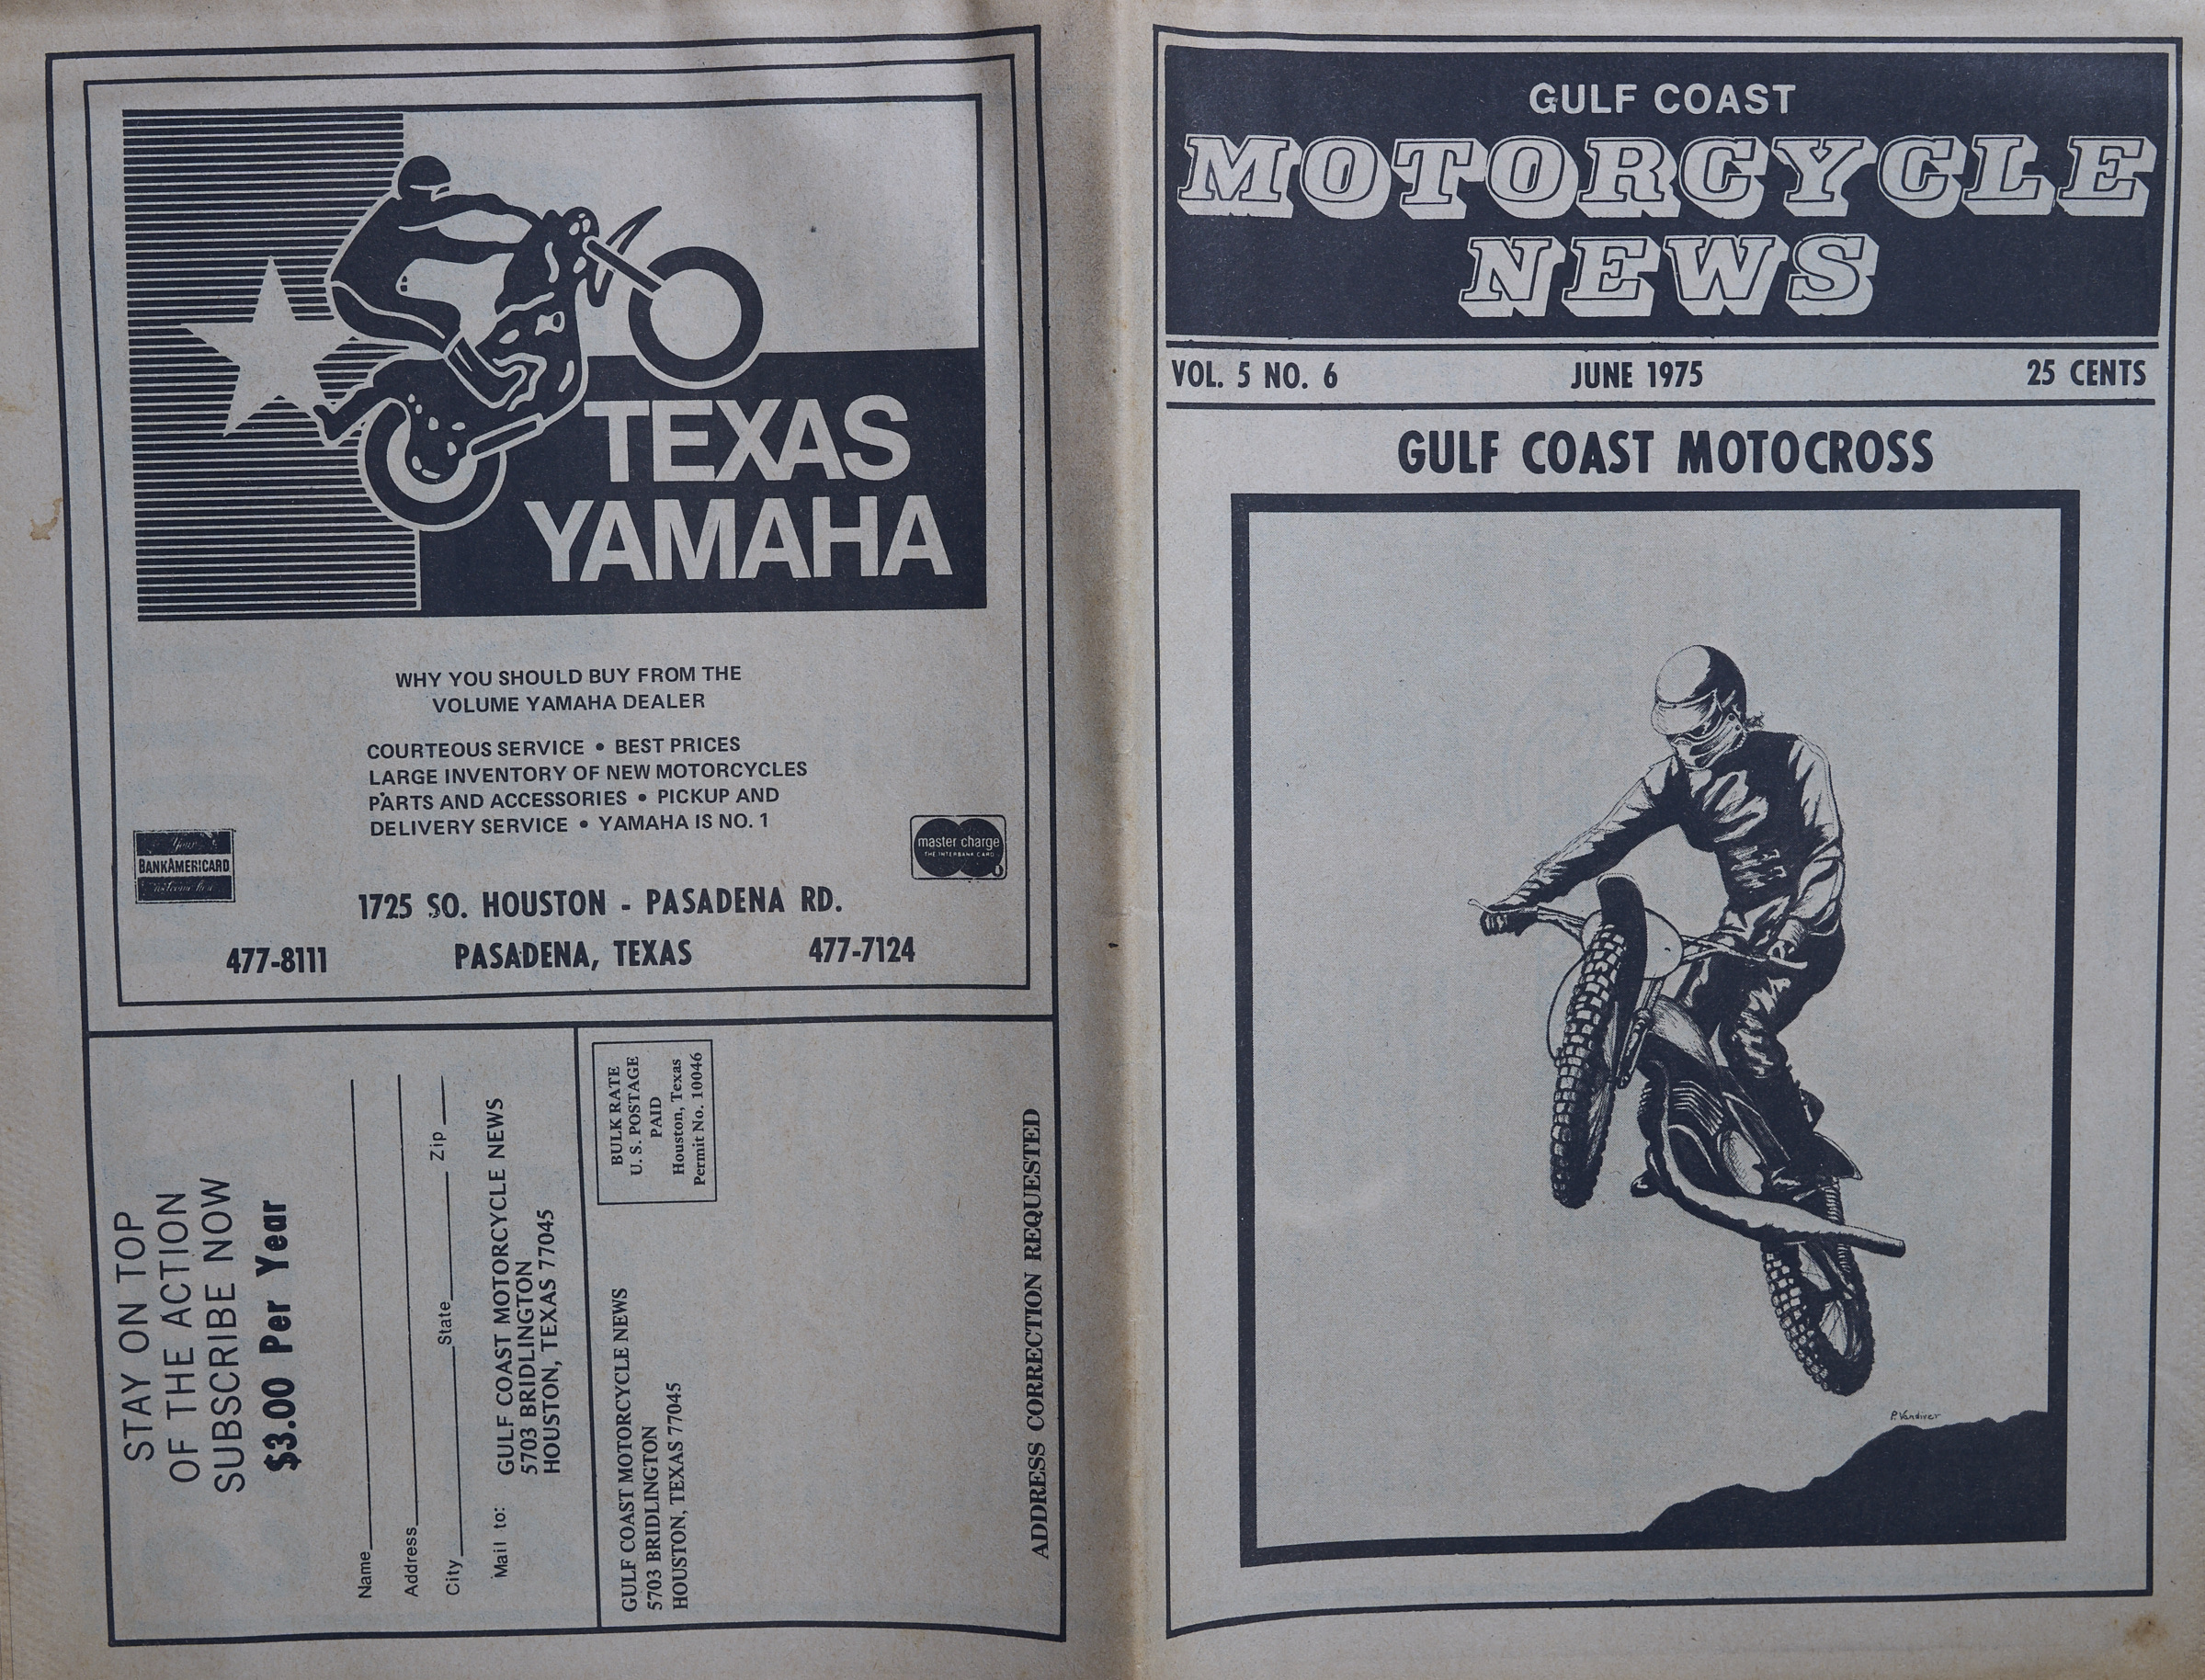 TEXAS
YAMAHA
WHY YOU SHOULD BUY FROM THE
VOLUME YAMAHA DEALER
COURTEOUS SERVICE • BEST PRICES
LARGE INVENTORY OF NEW MOTORCYCLES
PARTS AND ACCESSORIES • PICKUP AND
DELIVERY SERVICE • YAMAHA IS NO. 1
Your
BANKAMERICARD
welcome here
master charge
THE INTERBANK CARD
1725 SO. HOUSTON - PASADENA RD.
477-8111 PASADENA, TEXAS 477-7124
STAY ON TOP
OF THE ACTION
SUBSCRIBE NOW
$3.00 Per Year
Name
Address
City State Zip
Mail to: GULF COAST MOTORCYCLE NEWS
5703 BRIDLINGTON
HOUSTON, TEXAS 77045
BULK RATE
U. S. POSTAGE
PAID
Houston, Texas
Permit No. 10046
GULF COAST MOTORCYCLE NEWS
5703 BRIDLINGTON
HOUSTON, TEXAS 77045
ADDRESS CORRECTION REQUESTED
GULF COAST
MOTORCYCLE
NEWS
VOL. 5 NO. 6 JUNE 1975 25 CENTS
GULF COAST MOTOCROSS
P. Vandiver